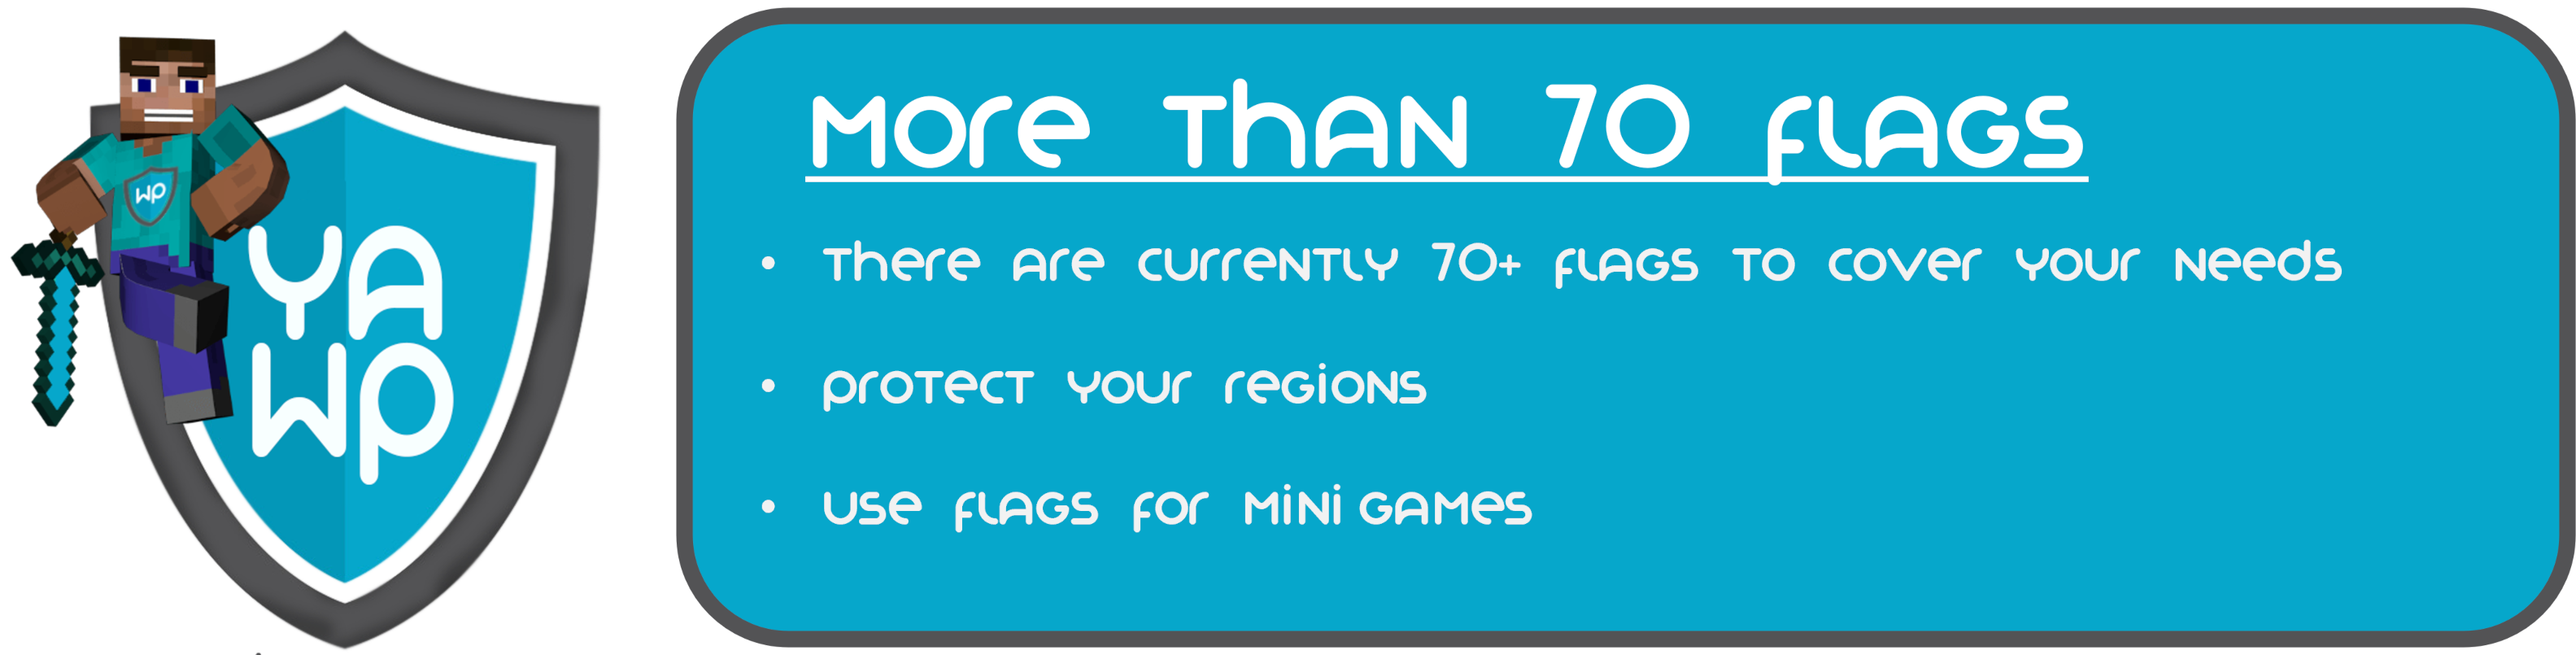 WP
YA
WP
More Than 70 Flags
• There are currently 70+ flags to cover your needs
• Protect your regions
• Use flags for Mini Games